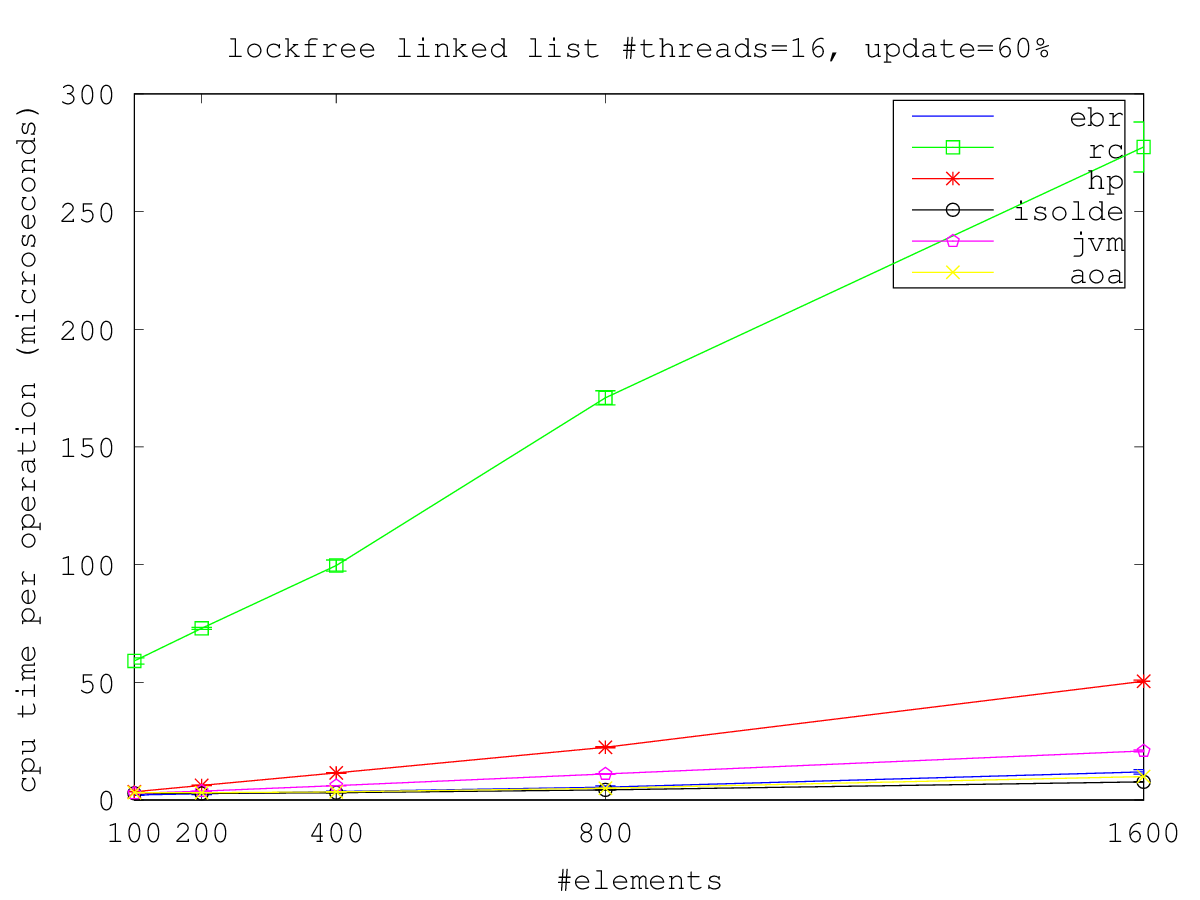 lockfree linked list #threads=16, update=60%
cpu time per operation (microseconds)
300
250
200
150
100
50
0
ebr
rc
hp
isolde
jvm
aoa
100 200 400 800 1600
#elements